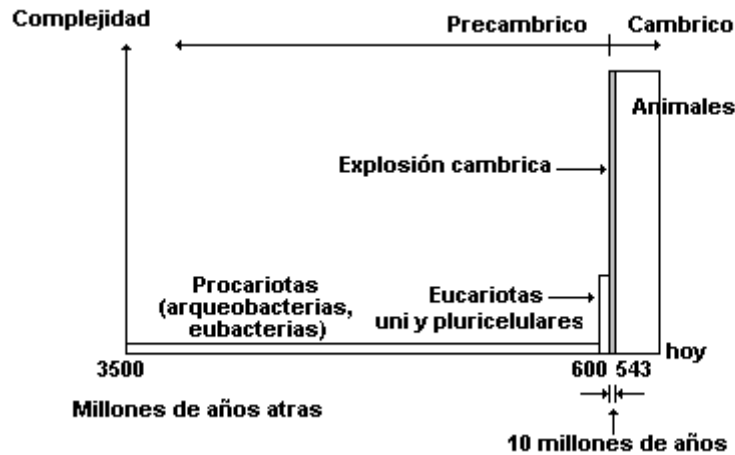 Complejidad
Precambrico
Cambrico
Animales
Explosión cambrica
Procariotas
(arqueobacterias,
eubacterias)
Eucariotas
uni y pluricelulares
hoy
3500
600
543
Millones de años atras
10 millones de años